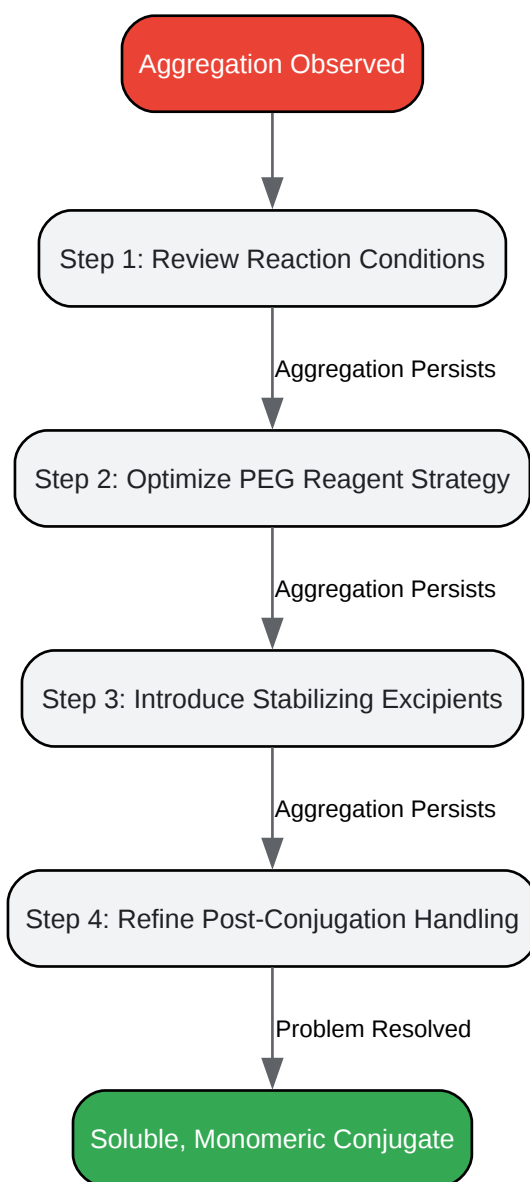 Aggregation Observed
Step 1: Review Reaction Conditions
Aggregation Persists
Step 2: Optimize PEG Reagent Strategy
Aggregation Persists
Step 3: Introduce Stabilizing Excipients
Aggregation Persists
Step 4: Refine Post-Conjugation Handling
Problem Resolved
Soluble, Monomeric Conjugate